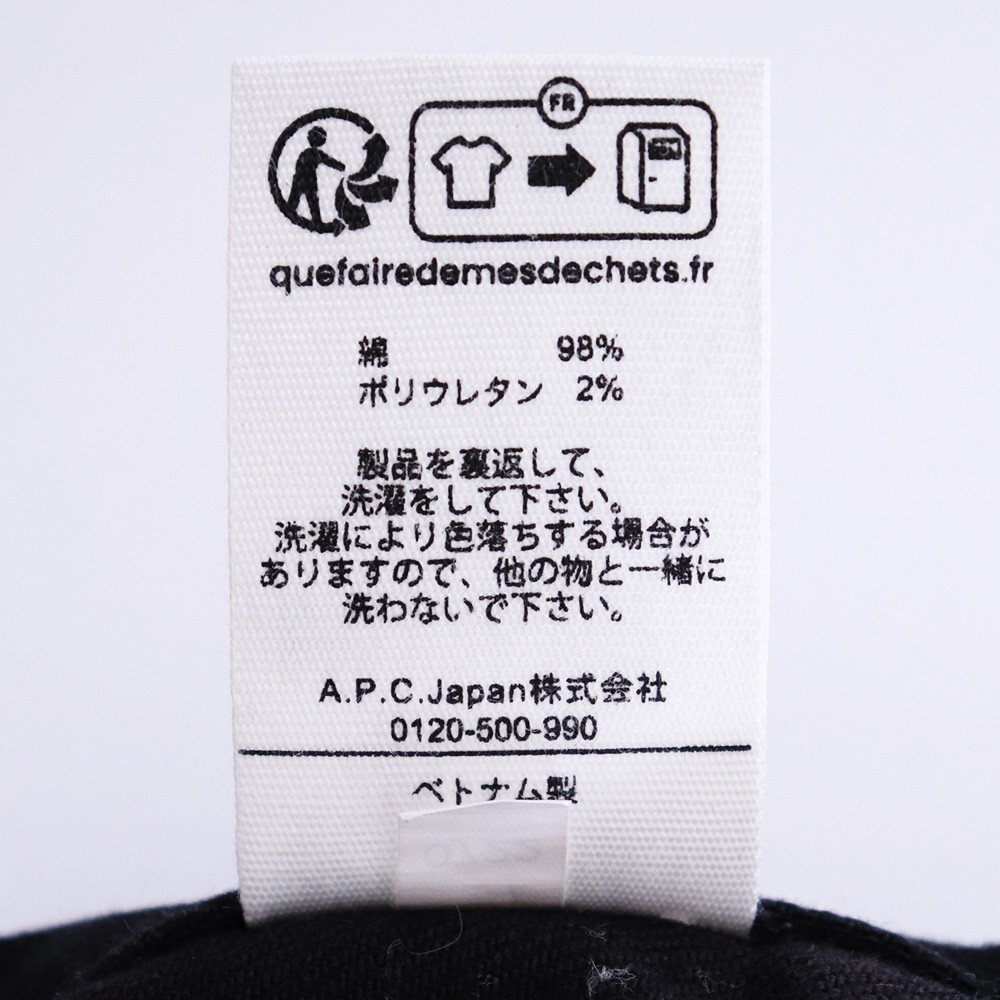 FR
quefairedemesdechets.fr
綿 98%
ポリウレタン 2%
製品を裏返して、
洗濯をして下さい。
洗濯により色落ちする場合が
ありますので、他の物と一緒に
洗わないで下さい。
A.P.C.Japan株式会社
0120-500-990
ベトナム製